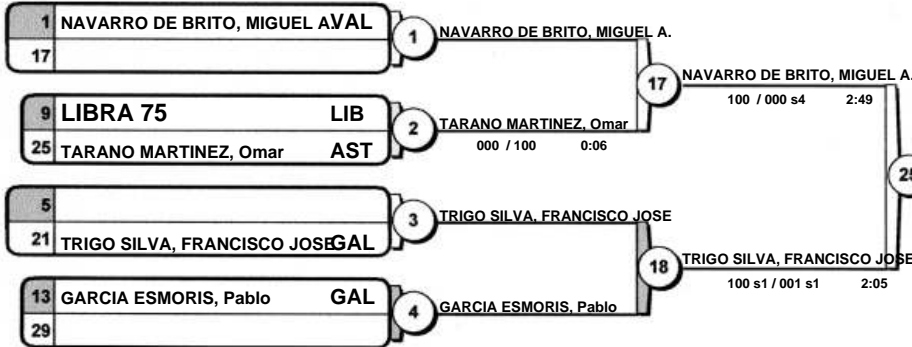 1 NAVARRO DE BRITO, MIGUEL A. VAL
17
1
NAVARRO DE BRITO, MIGUEL A.
9 LIBRA 75 LIB
25 TARANO MARTINEZ, Omar AST
2
TARANO MARTINEZ, Omar
000 / 100 0:06
17
NAVARRO DE BRITO, MIGUEL A.
100 / 000 s4 2:49
5
21 TRIGO SILVA, FRANCISCO JOSE GAL
3
TRIGO SILVA, FRANCISCO JOSE
13 GARCIA ESMORIS, Pablo GAL
29
4
GARCIA ESMORIS, Pablo
18
TRIGO SILVA, FRANCISCO JOSE
100 s1 / 001 s1 2:05
25